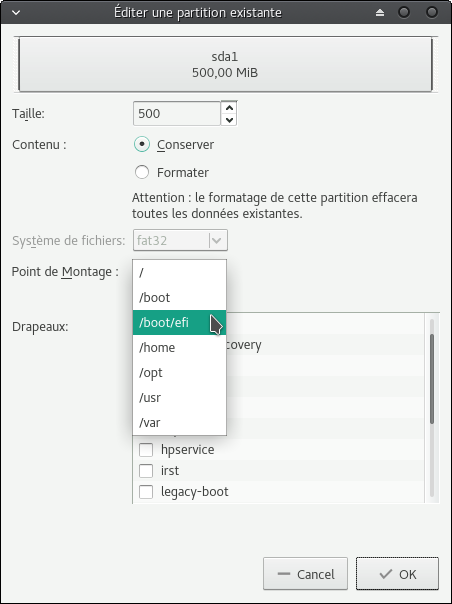 Éditer une partition existante
sda1
500,00 MiB
Taille:
500
Contenu :
Conserver
Formater
Attention : le formatage de cette partition effacera
toutes les données existantes.
Système de fichiers:
fat32
Point de Montage :
/
/boot
/boot/efi
/home
/opt
/usr
/var
Drapeaux:
hpservice
irst
legacy-boot
Cancel
OK